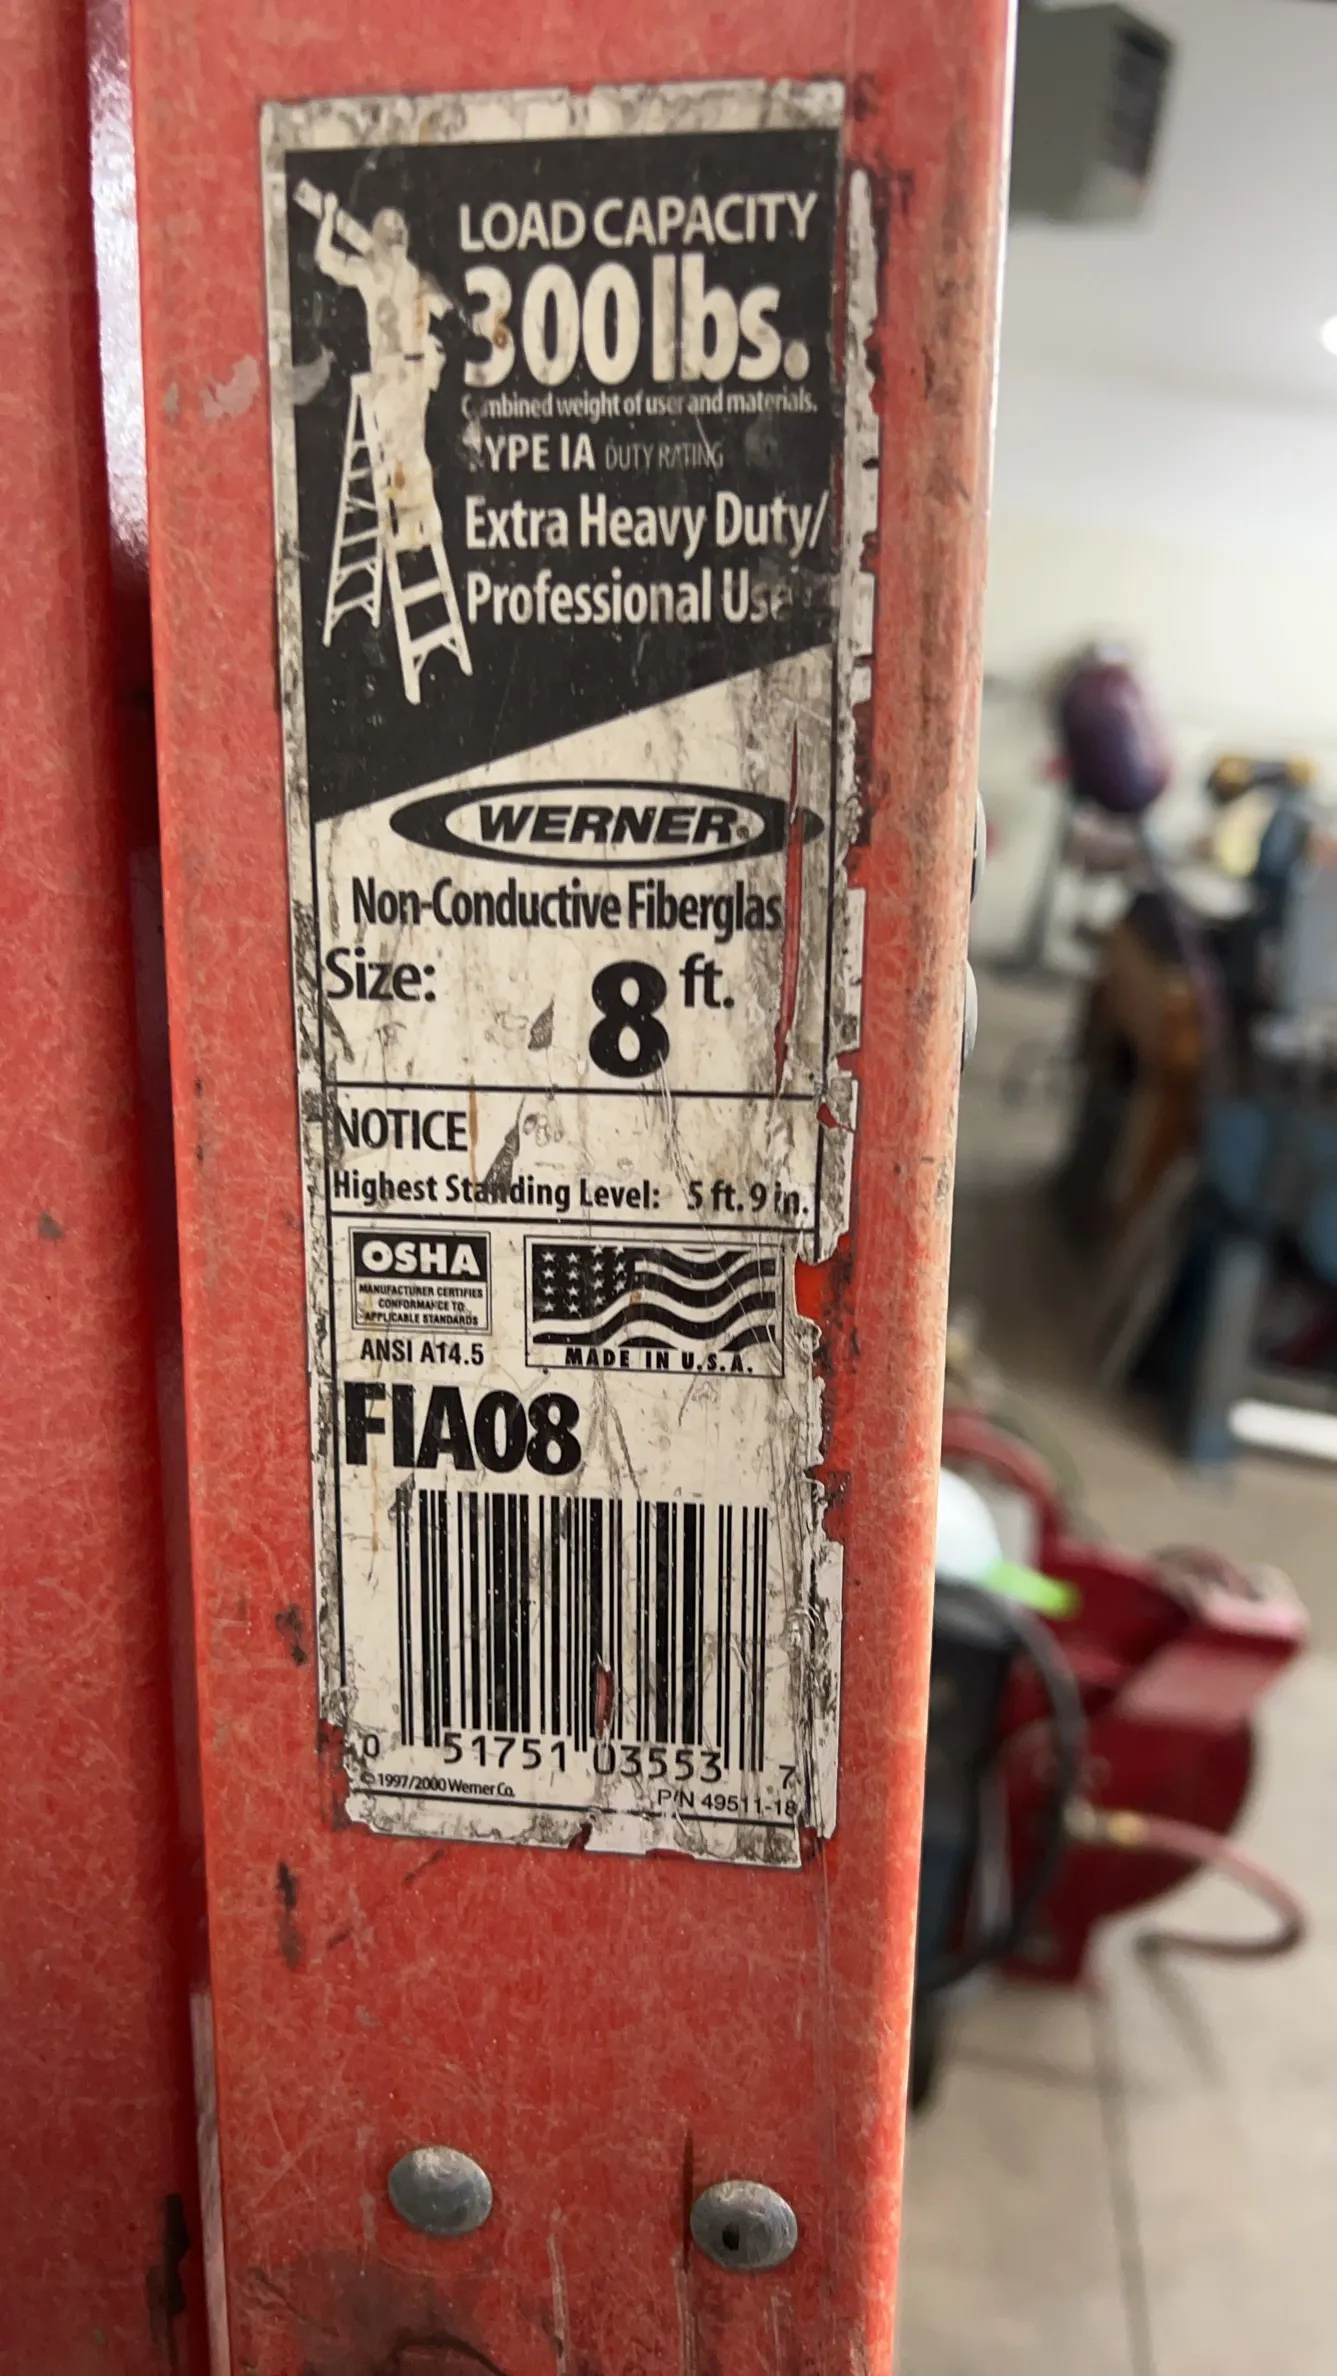 LOAD CAPACITY
300 lbs.
Combined weight of user and materials.
TYPE IA DUTY RATING
Extra Heavy Duty/
Professional Use
WERNER®
Non-Conductive Fiberglas
Size: 8 ft.
NOTICE
Highest Standing Level: 5 ft. 9 in.
OSHA
MANUFACTURER CERTIFIES
CONFORMANCE TO
APPLICABLE STANDARDS
ANSI A14.5
MADE IN U.S.A.
FIA08
0 51751 03553 7
© 1997/2000 Werner Co.
P/N 49511-18